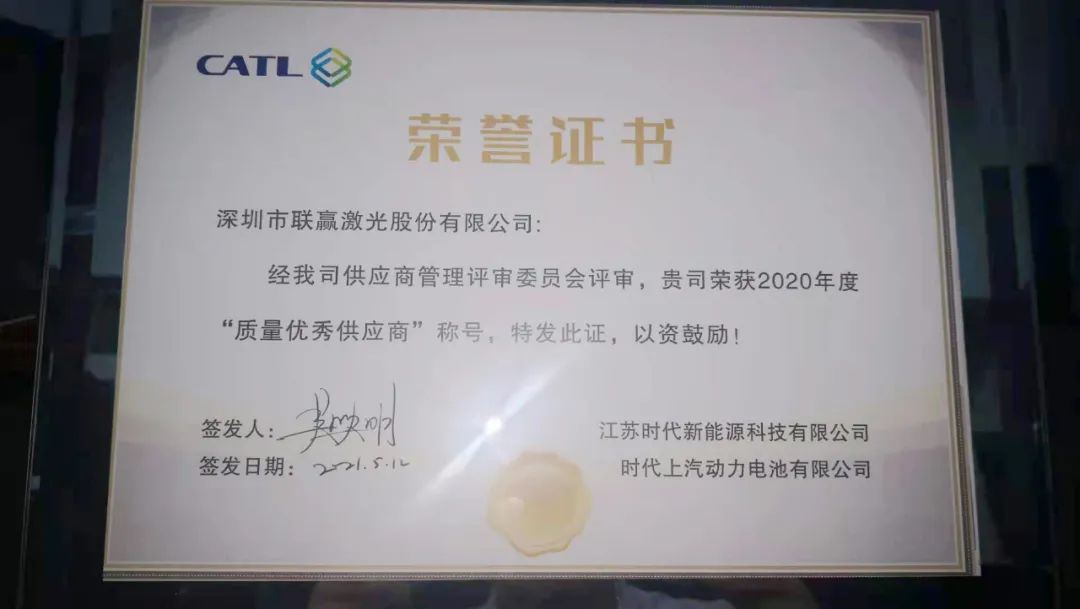 CATL
荣誉证书
深圳市联赢激光股份有限公司:
经我司供应商管理评审委员会评审，贵司荣获2020年度
“质量优秀供应商”称号，特发此证，以资鼓励！
签发人：
江苏时代新能源科技有限公司
签发日期：2021.5.12
时代上汽动力电池有限公司